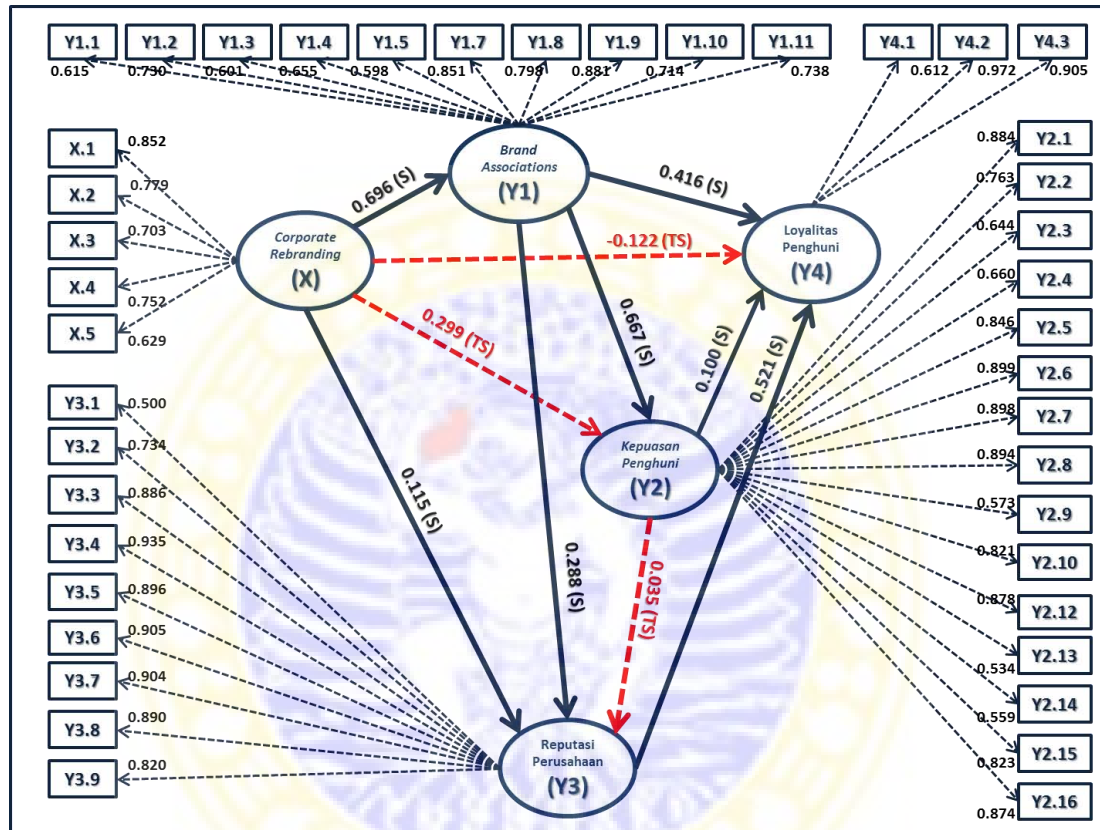 Y1.1 Y1.2 Y1.3 Y1.4 Y1.5 Y1.7 Y1.8 Y1.9 Y1.10 Y1.11 Y4.1 Y4.2 Y4.3
0.615 0.730 0.601 0.655 0.598 0.851 0.798 0.881 0.714 0.738 0.612 0.972 0.905
X.1
0.852
X.2
0.779
X.3
0.703
X.4
0.752
X.5
0.629
Brand
Associations
(Y1)
0.696 (S)
0.416 (S)
Corporate
Rebranding
(X)
-0.122 (TS)
Loyalitas
Penghuni
(Y4)
0.299 (TS)
0.667 (S)
0.100 (S)
0.521 (S)
Kepuasan
Penghuni
(Y2)
0.115 (S)
0.288 (S)
0.035 (TS)
Reputasi
Perusahaan
(Y3)
Y3.1
0.500
Y3.2
0.734
Y3.3
0.886
Y3.4
0.935
Y3.5
0.896
Y3.6
0.905
Y3.7
0.904
Y3.8
0.890
Y3.9
0.820
0.884
Y2.1
0.763
Y2.2
0.644
Y2.3
0.660
Y2.4
0.846
Y2.5
0.899
Y2.6
0.898
Y2.7
0.894
Y2.8
0.573
Y2.9
0.821
Y2.10
0.878
Y2.12
0.534
Y2.13
0.559
Y2.14
0.823
Y2.15
0.874
Y2.16